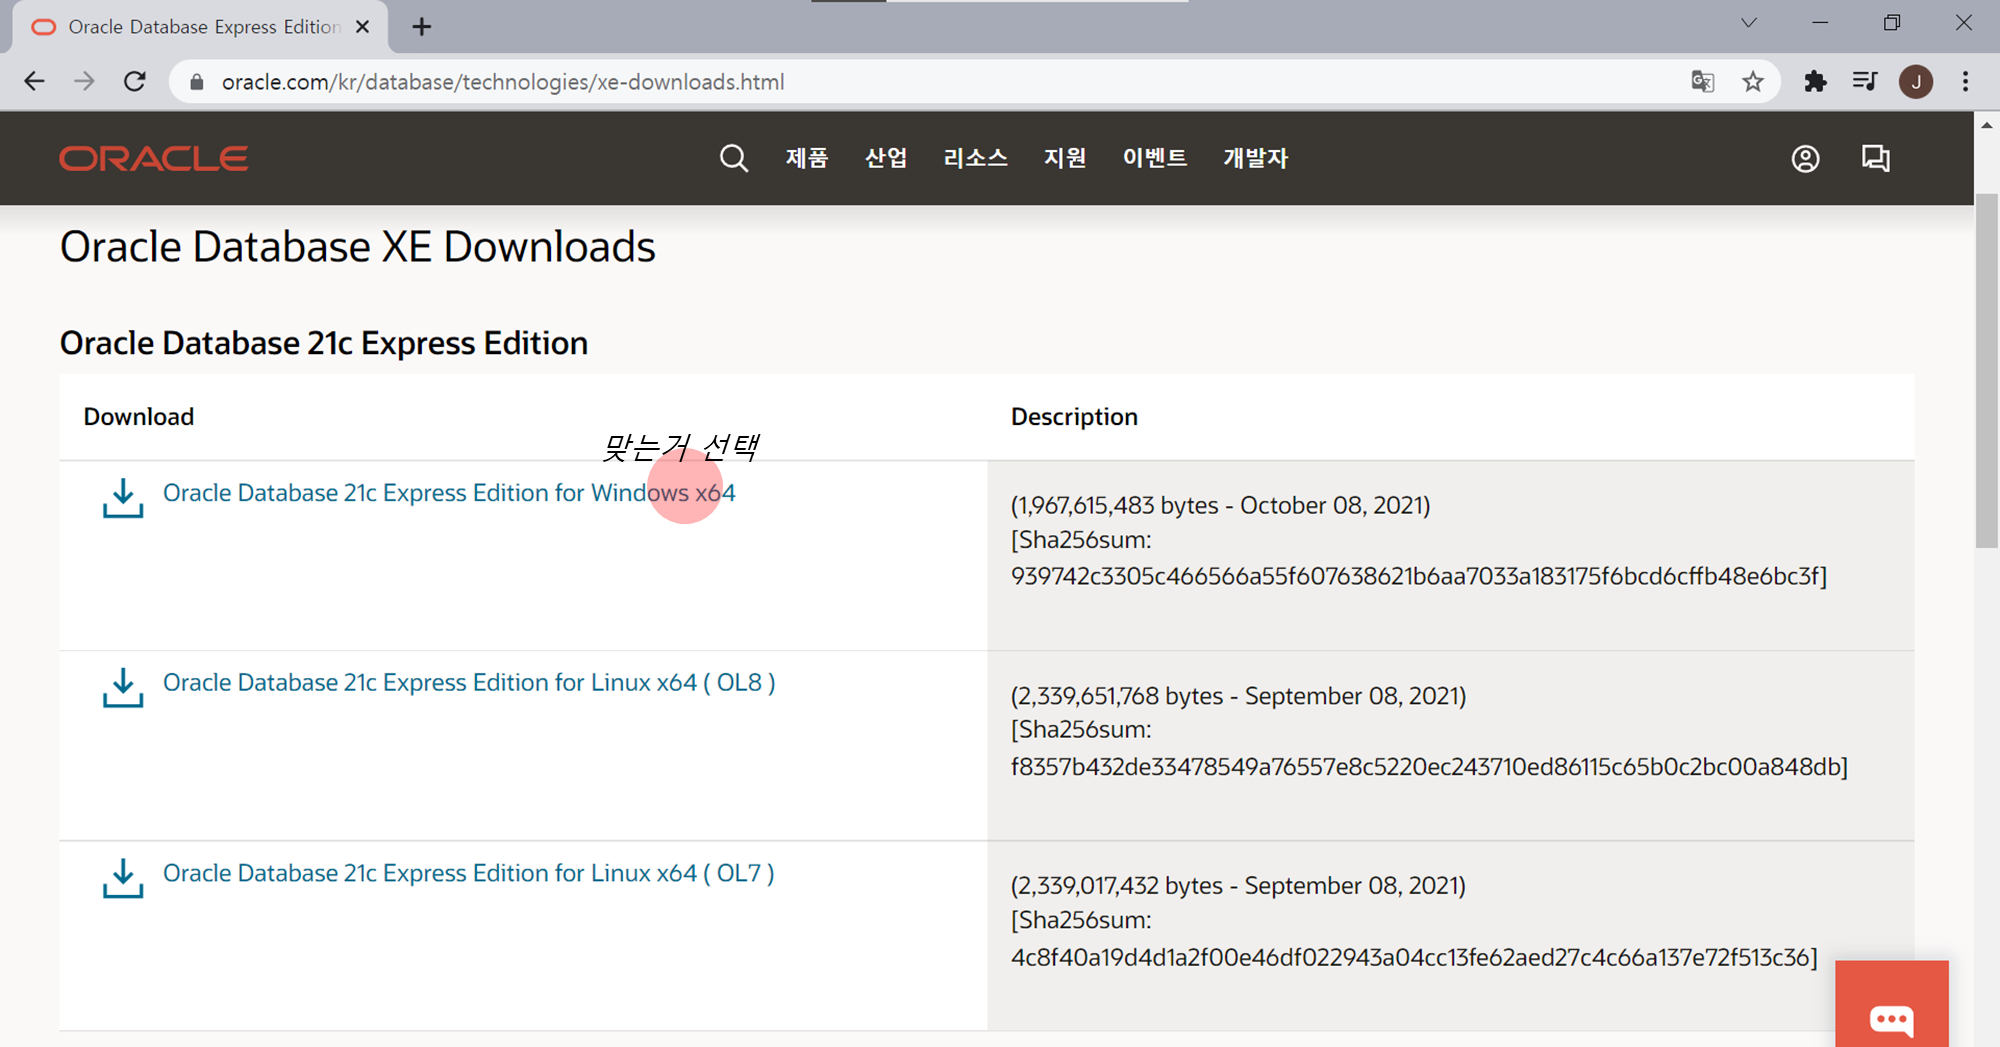 Oracle Database Express Edition
oracle.com/kr/database/technologies/xe-downloads.html
J
ORACLE
제품 산업 리소스 지원 이벤트 개발자
Oracle Database XE Downloads
Oracle Database 21c Express Edition
Download Description
맞는거 선택
Oracle Database 21c Express Edition for Windows x64
(1,967,615,483 bytes - October 08, 2021)
[Sha256sum:
939742c3305c466566a55f607638621b6aa7033a183175f6bcd6cffb48e6bc3f]
Oracle Database 21c Express Edition for Linux x64 ( OL8 )
(2,339,651,768 bytes - September 08, 2021)
[Sha256sum:
f8357b432de33478549a76557e8c5220ec243710ed86115c65b0c2bc00a848db]
Oracle Database 21c Express Edition for Linux x64 ( OL7 )
(2,339,017,432 bytes - September 08, 2021)
[Sha256sum:
4c8f40a19d4d1a2f00e46df022943a04cc13fe62aed27c4c66a137e72f513c36]